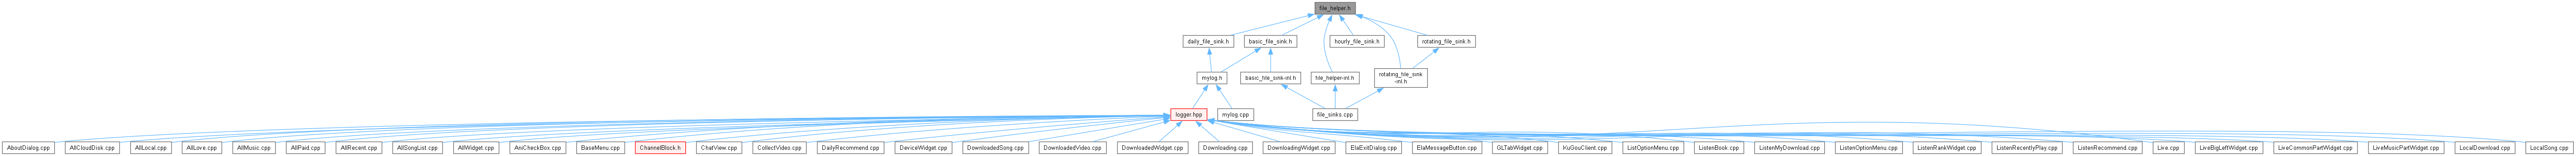 file_helper.h
daily_file_sink.h
basic_file_sink.h
hourly_file_sink.h
rotating_file_sink.h
mylog.h
basic_file_sink-inl.h
file_helper-inl.h
rotating_file_sink
-inl.h
logger.hpp
mylog.cpp
file_sinks.cpp
AboutDialog.cpp
AllCloudDisk.cpp
AllLocal.cpp
AllLove.cpp
AllMusic.cpp
AllPaid.cpp
AllRecent.cpp
AllSongList.cpp
AllWidget.cpp
AniCheckBox.cpp
BaseMenu.cpp
ChannelBlock.h
ChatView.cpp
CollectVideo.cpp
DailyRecommend.cpp
DeviceWidget.cpp
DownloadedSong.cpp
DownloadedVideo.cpp
DownloadedWidget.cpp
Downloading.cpp
DownloadingWidget.cpp
ElaExitDialog.cpp
ElaMessageButton.cpp
GLTabWidget.cpp
KuGouClient.cpp
ListOptionMenu.cpp
ListenBook.cpp
ListenMyDownload.cpp
ListenOptionMenu.cpp
ListenRankWidget.cpp
ListenRecentlyPlay.cpp
ListenRecommend.cpp
Live.cpp
LiveBigLeftWidget.cpp
LiveCommonPartWidget.cpp
LiveMusicPartWidget.cpp
LocalDownload.cpp
LocalSong.cpp